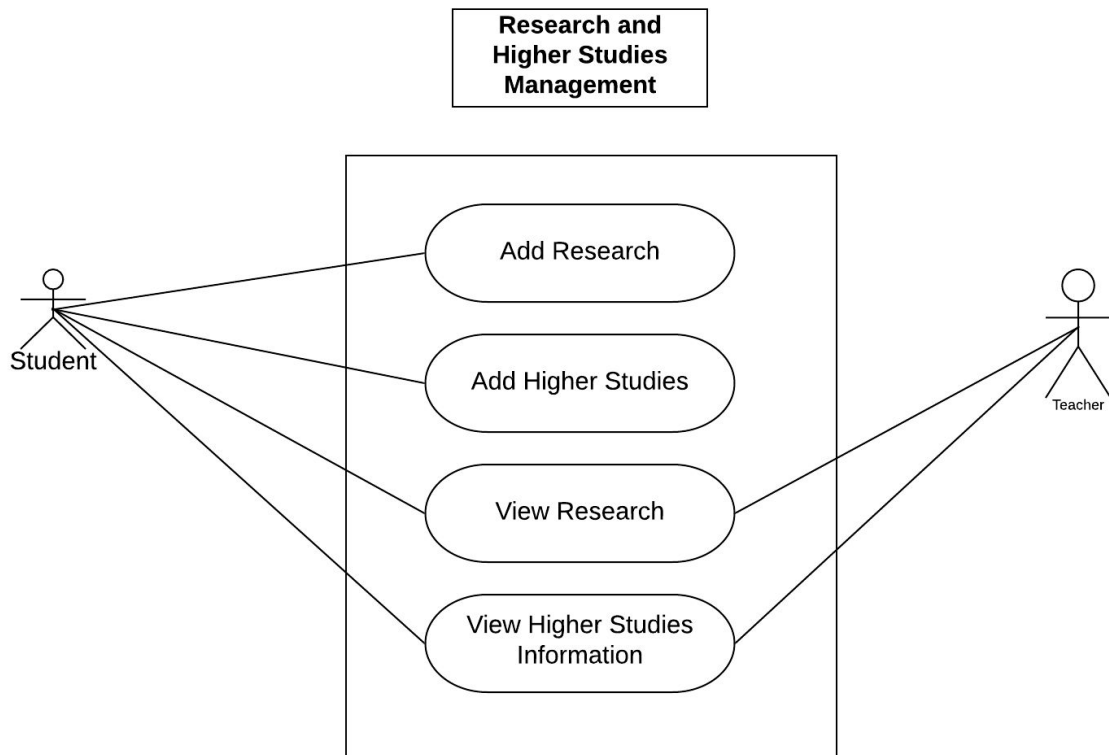 Research and
Higher Studies
Management
Add Research
Student
Add Higher Studies
Teacher
View Research
View Higher Studies
Information